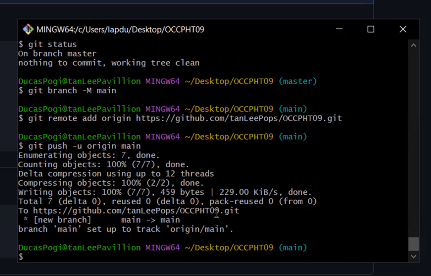 MINGW64:/c/Users/lapdu/Desktop/OCCPHT09
$ git status
On branch master
nothing to commit, working tree clean
DucasPogi@tanLeePavillion MINGW64 ~/Desktop/OCCPHT09 (master)
$ git branch -M main
DucasPogi@tanLeePavillion MINGW64 ~/Desktop/OCCPHT09 (main)
$ git remote add origin https://github.com/tanLeePops/OCCPHT09.git
DucasPogi@tanLeePavillion MINGW64 ~/Desktop/OCCPHT09 (main)
$ git push -u origin main
Enumerating objects: 7, done.
Counting objects: 100% (7/7), done.
Delta compression using up to 12 threads
Compressing objects: 100% (2/2), done.
Writing objects: 100% (7/7), 459 bytes | 229.00 KiB/s, done.
Total 7 (delta 0), reused 0 (delta 0), pack-reused 0 (from 0)
To https://github.com/tanLeePops/OCCPHT09.git
* [new branch] main -> main
branch 'main' set up to track 'origin/main'.
DucasPogi@tanLeePavillion MINGW64 ~/Desktop/OCCPHT09 (main)
$